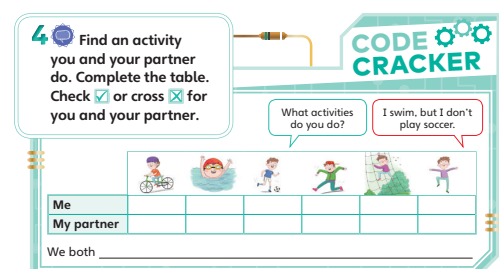 4 Find an activity
you and your partner
do. Complete the table.
Check ✓ or cross ✗ for
you and your partner.
CODE
CRACKER
What activities
do you do?
I swim, but I don't
play soccer.
Me
My partner
We both